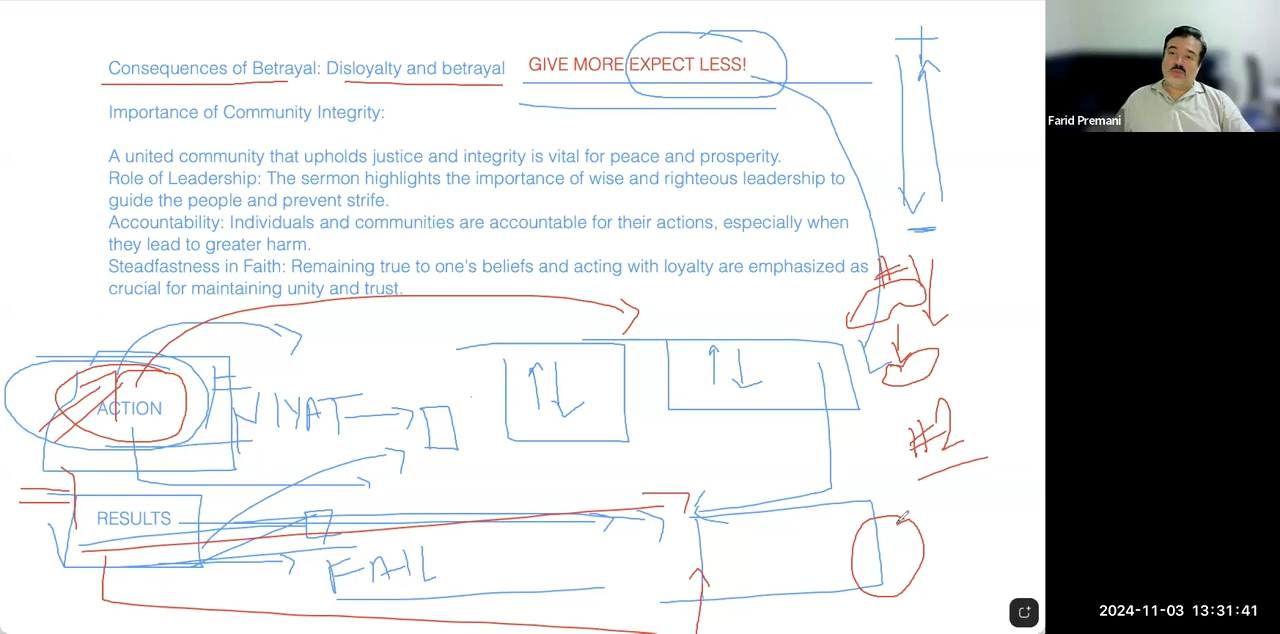 Consequences of Betrayal: Disloyalty and betrayal GIVE MORE EXPECT LESS!
Importance of Community Integrity:
A united community that upholds justice and integrity is vital for peace and prosperity.
Role of Leadership: The sermon highlights the importance of wise and righteous leadership to
guide the people and prevent strife.
Accountability: Individuals and communities are accountable for their actions, especially when
they lead to greater harm.
Steadfastness in Faith: Remaining true to one's beliefs and acting with loyalty are emphasized as
crucial for maintaining unity and trust.
ACTION
NIYAT
#2
RESULTS
FAIL
Farid Premani
2024-11-03 13:31:41